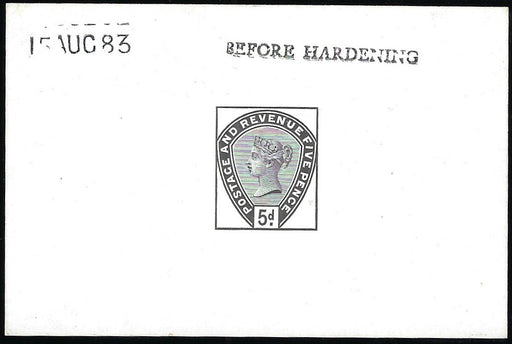 15 AUG 83
BEFORE HARDENING
POSTAGE AND REVENUE FIVE PENCE
5d.